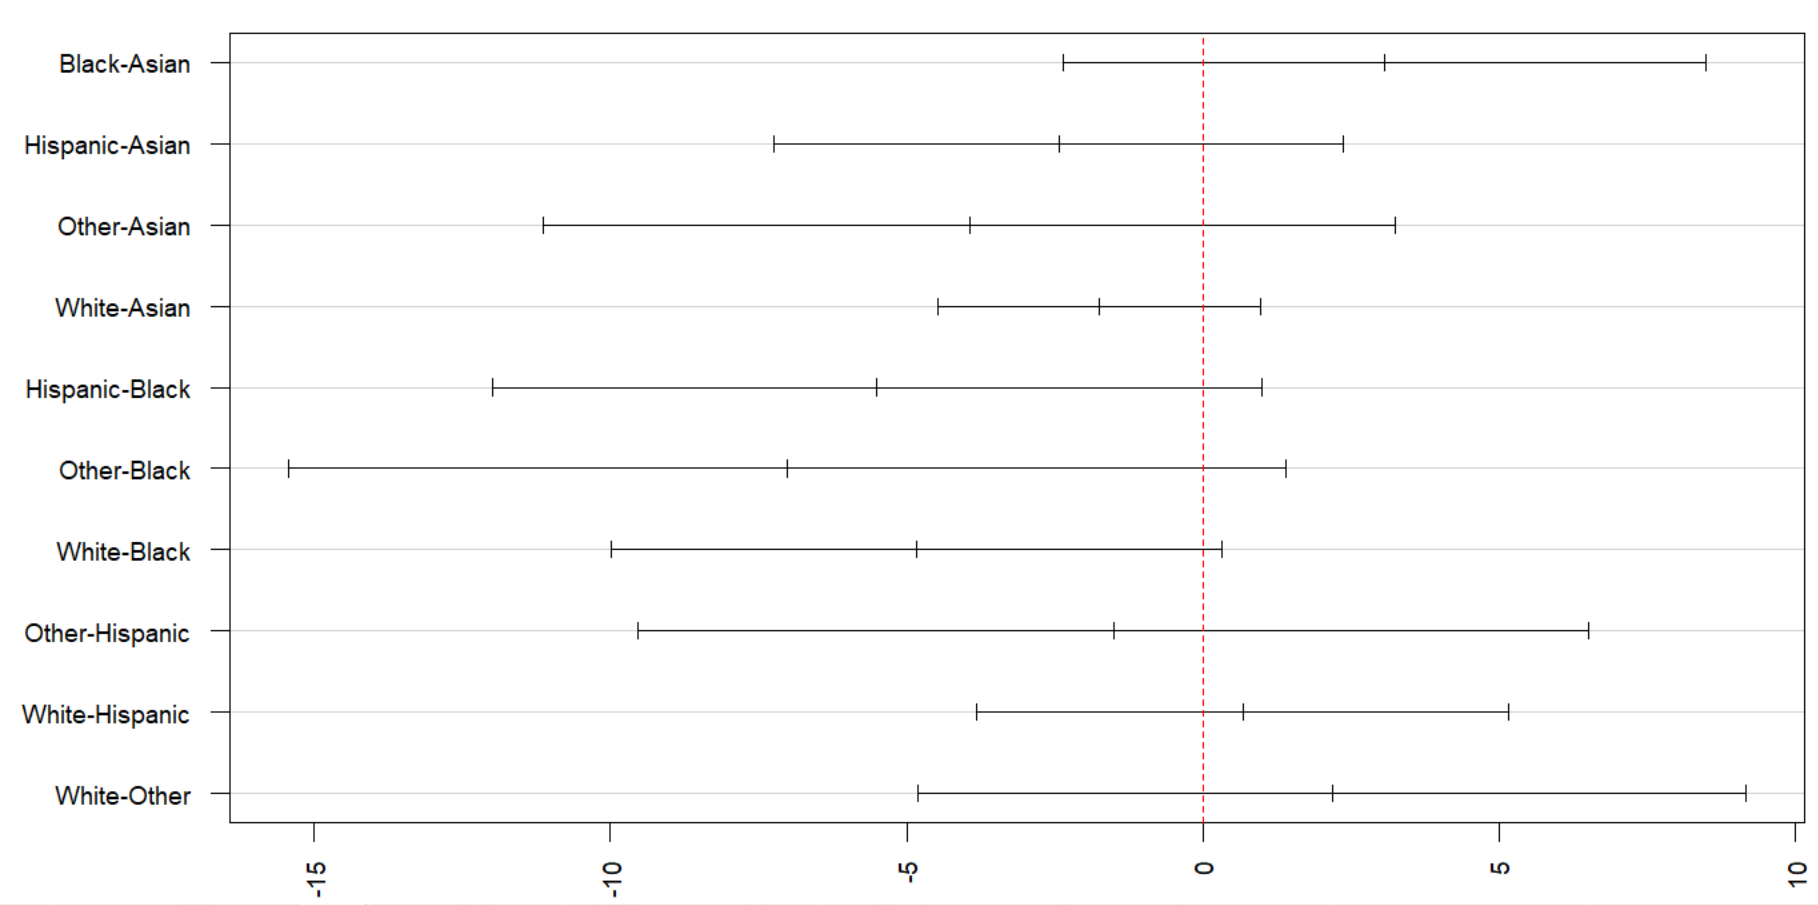 Black-Asian
Hispanic-Asian
Other-Asian
White-Asian
Hispanic-Black
Other-Black
White-Black
Other-Hispanic
White-Hispanic
White-Other
-15 -10 -5 0 5 10